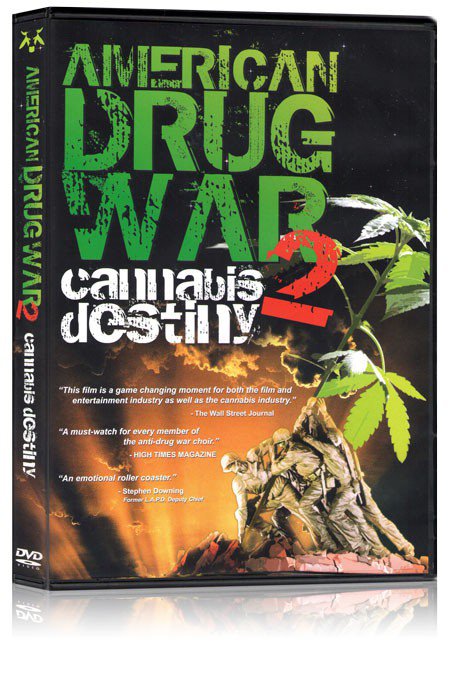 AMERICAN DRUG WAR 2 cannabis destiny
DVD
VIDEO
AMERICAN
DRUG
WAR
2
cannabis
destiny
“This film is a game changing moment for both the film and
entertainment industry as well as the cannabis industry.”
- The Wall Street Journal
“A must-watch for every member of
the anti-drug war choir.”
- HIGH TIMES MAGAZINE
“An emotional roller coaster.”
- Stephen Downing
Former L.A.P.D. Deputy Chief